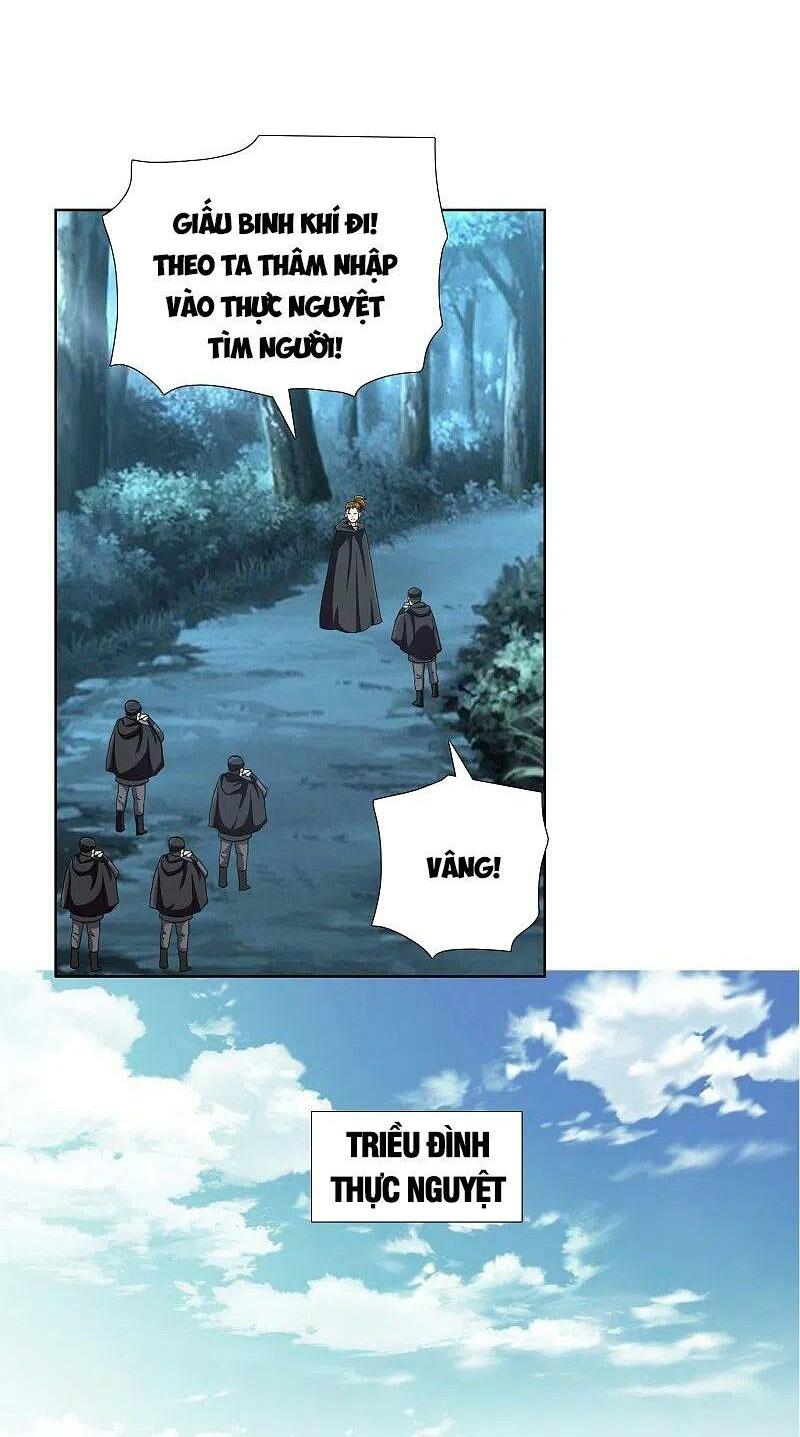 GIẤU BINH KHÍ ĐI!
THEO TA THÂM NHẬP
VÀO THỰC NGUYỆT
TÌM NGƯỜI!
VÂNG!
TRIỀU ĐÌNH
THỰC NGUYỆT